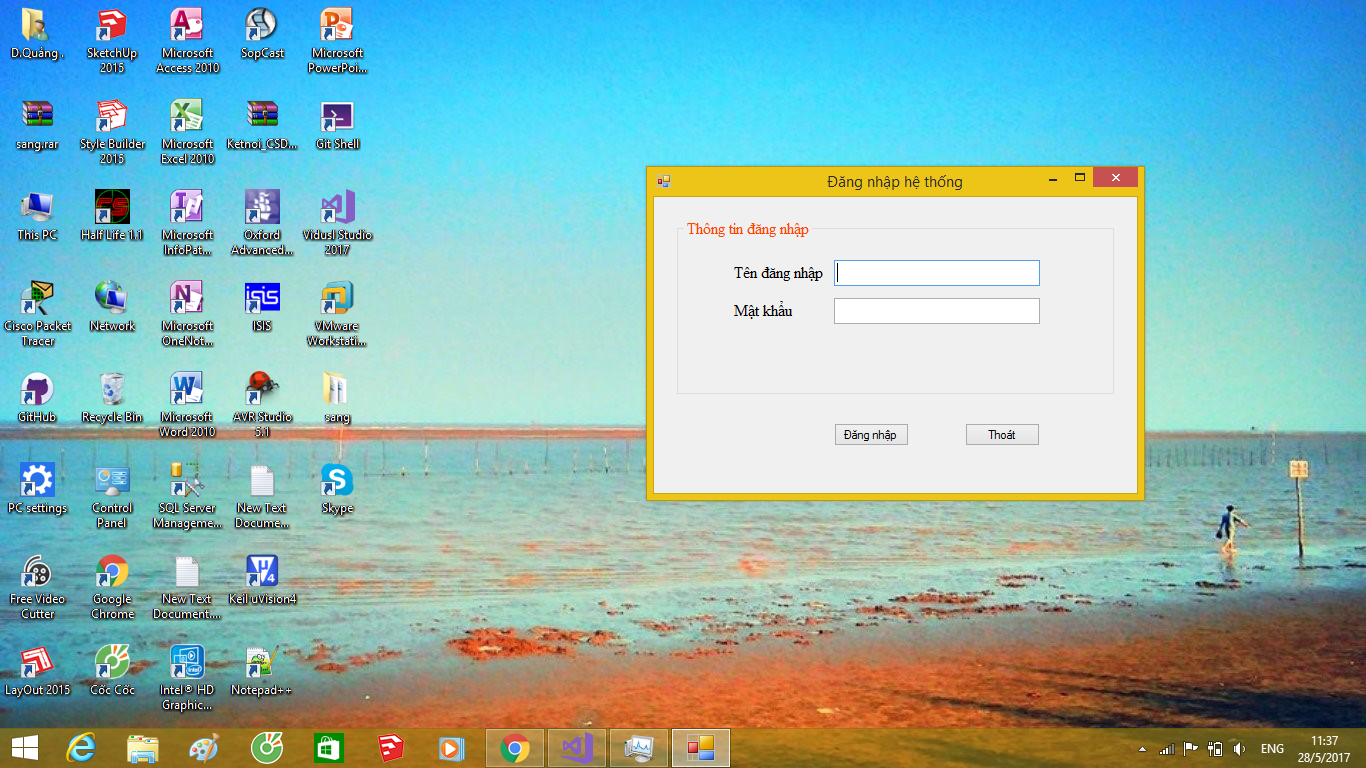 D.Quảng .
SketchUp
2015
Microsoft
Access 2010
SopCast
Microsoft
PowerPoi...
sang.rar
Style Builder
2015
Microsoft
Excel 2010
Ketnoi_CSD...
Git Shell
This PC
Half Life 1.1
Microsoft
InfoPat...
Oxford
Advanced...
Vidusl Studio
2017
Cisco Packet
Tracer
Network
Microsoft
OneNot...
ISIS
VMware
Workstati...
GitHub
Recycle Bin
Microsoft
Word 2010
AVR Studio
5.1
sang
PC settings
Control
Panel
SQL Server
Manageme...
New Text
Docume...
Skype
Free Video
Cutter
Google
Chrome
New Text
Document....
Keil uVision4
LayOut 2015
Cốc Cốc
Intel® HD
Graphic...
Notepad++
Đăng nhập hệ thống
Thông tin đăng nhập
Tên đăng nhập
Mật khẩu
Đăng nhập
Thoát
ENG
11:37
28/5/2017